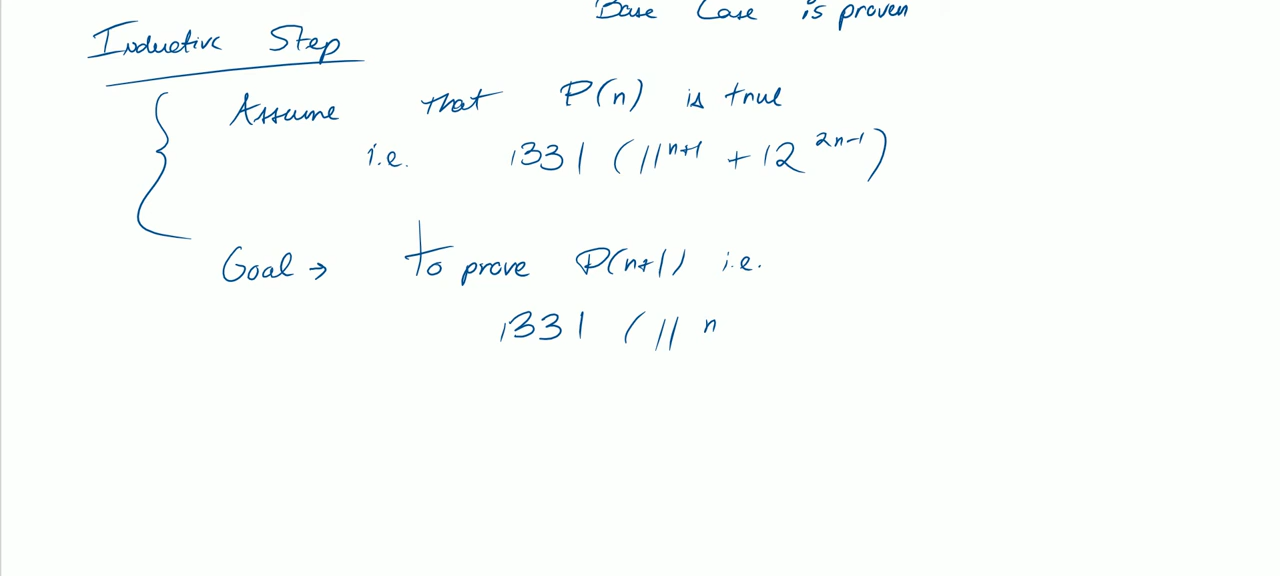 Base Case is proven
Inductive Step
Assume that P(n) is true
i.e. 133 | (11^{n+1} + 12^{2n-1})
Goal → To prove P(n+1) i.e.
133 | (11^{n}